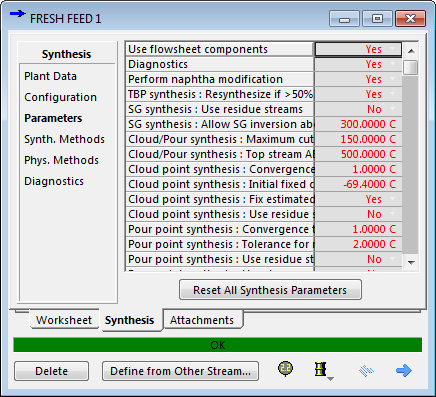 FRESH FEED 1
Synthesis
Plant Data
Configuration
Parameters
Synth. Methods
Phys. Methods
Diagnostics
Use flowsheet components Yes
Diagnostics Yes
Perform naphtha modification Yes
TBP synthesis : Resynthesize if >50% Yes
SG synthesis : Use residue streams No
SG synthesis : Allow SG inversion abo 300.0000 C
Cloud/Pour synthesis : Maximum cut 150.0000 C
Cloud/Pour synthesis : Top stream AB 500.0000 C
Cloud point synthesis : Convergence 1.0000 C
Cloud point synthesis : Initial fixed c -69.4000 C
Cloud point synthesis : Fix estimated Yes
Cloud point synthesis : Use residue s No
Pour point synthesis : Convergence t 1.0000 C
Pour point synthesis : Tolerance for r 2.0000 C
Pour point synthesis : Use residue st No
Reset All Synthesis Parameters
Worksheet Synthesis Attachments
OK
Delete Define from Other Stream...